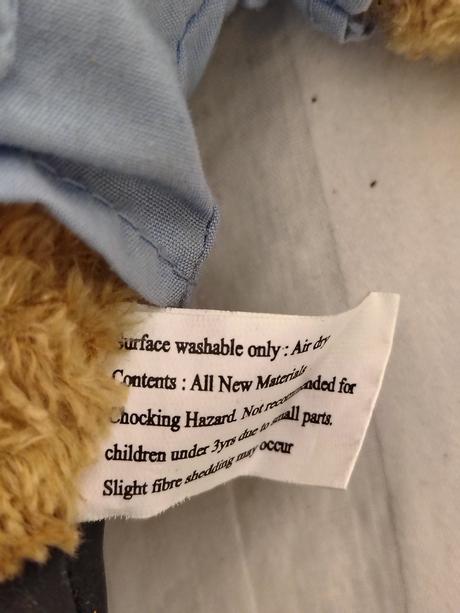 Surface washable only : Air dry
Contents : All New Materials
Chocking Hazard. Not recommended for
children under 3yrs due to small parts.
Slight fibre shedding may occur